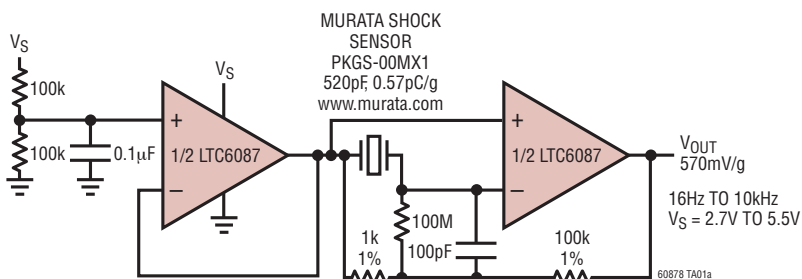 MURATA SHOCK
SENSOR
PKGS-00MX1
520pF, 0.57pC/g
www.murata.com
VS
100k
100k
0.1μF
VS
+
1/2 LTC6087
–
+
1/2 LTC6087
–
VOUT
570mV/g
16Hz TO 10kHz
VS = 2.7V TO 5.5V
100M
100pF
1k
1%
100k
1%
60878 TA01a